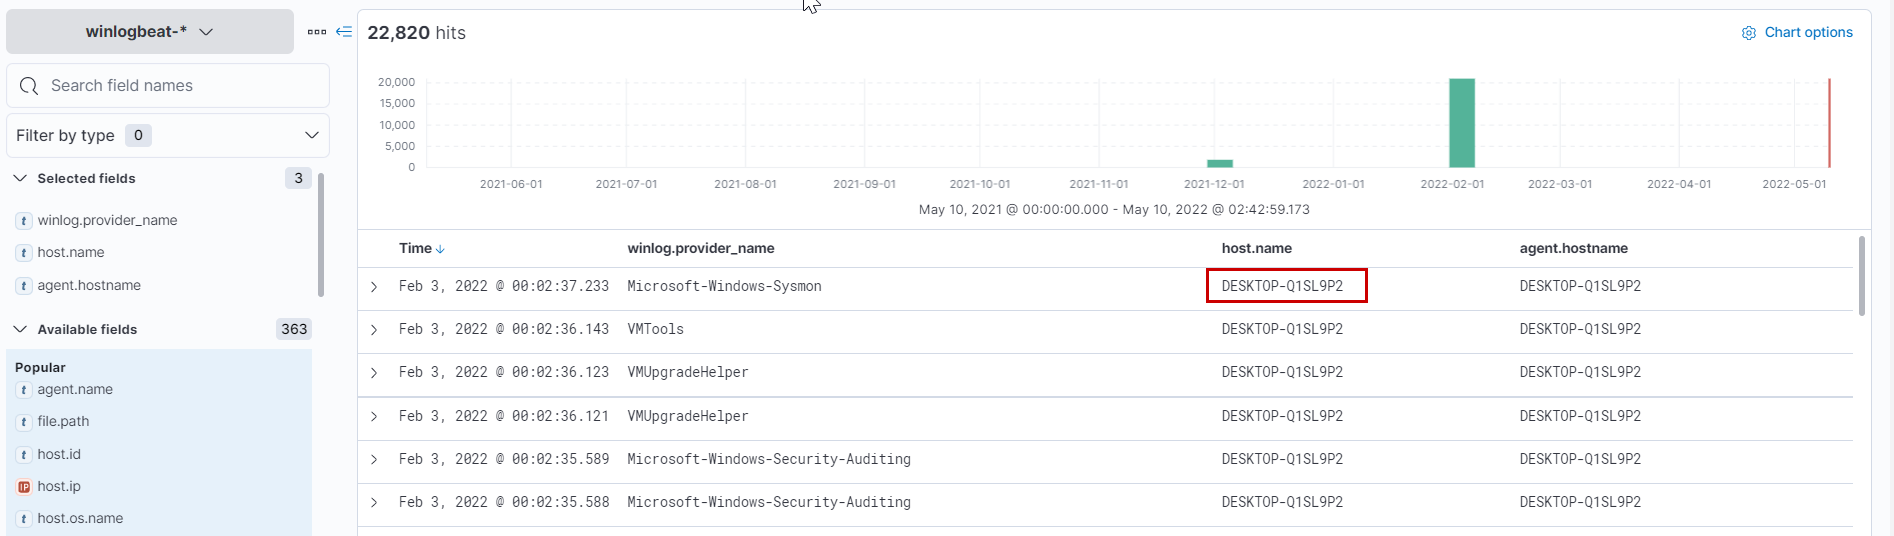 winlogbeat-*
22,820 hits
Chart options
Search field names
Filter by type 0
Selected fields 3
t winlog.provider_name
t host.name
t agent.hostname
Available fields 363
Popular
t agent.name
t file.path
t host.id
IP host.ip
t host.os.name
20,000
15,000
10,000
5,000
0
2021-06-01 2021-07-01 2021-08-01 2021-09-01 2021-10-01 2021-11-01 2021-12-01 2022-01-01 2022-02-01 2022-03-01 2022-04-01 2022-05-01
May 10, 2021 @ 00:00:00.000 - May 10, 2022 @ 02:42:59.173
Time winlog.provider_name host.name agent.hostname
Feb 3, 2022 @ 00:02:37.233 Microsoft-Windows-Sysmon DESKTOP-Q1SL9P2 DESKTOP-Q1SL9P2
Feb 3, 2022 @ 00:02:36.143 VMTools DESKTOP-Q1SL9P2 DESKTOP-Q1SL9P2
Feb 3, 2022 @ 00:02:36.123 VMUpgradeHelper DESKTOP-Q1SL9P2 DESKTOP-Q1SL9P2
Feb 3, 2022 @ 00:02:36.121 VMUpgradeHelper DESKTOP-Q1SL9P2 DESKTOP-Q1SL9P2
Feb 3, 2022 @ 00:02:35.589 Microsoft-Windows-Security-Auditing DESKTOP-Q1SL9P2 DESKTOP-Q1SL9P2
Feb 3, 2022 @ 00:02:35.588 Microsoft-Windows-Security-Auditing DESKTOP-Q1SL9P2 DESKTOP-Q1SL9P2